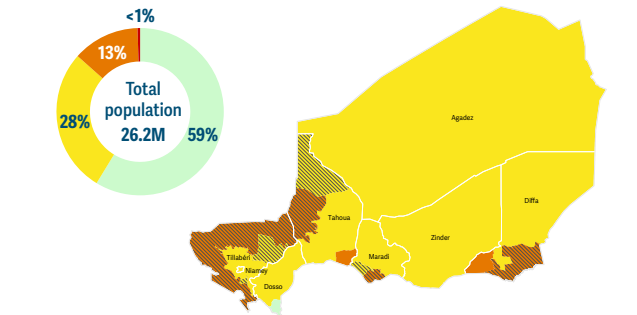 <1%
13%
Total
population
26.2M
28%
59%
Agadez
Diffa
Tahoua
Zinder
Maradi
Tillabéri
Niamey
Dosso